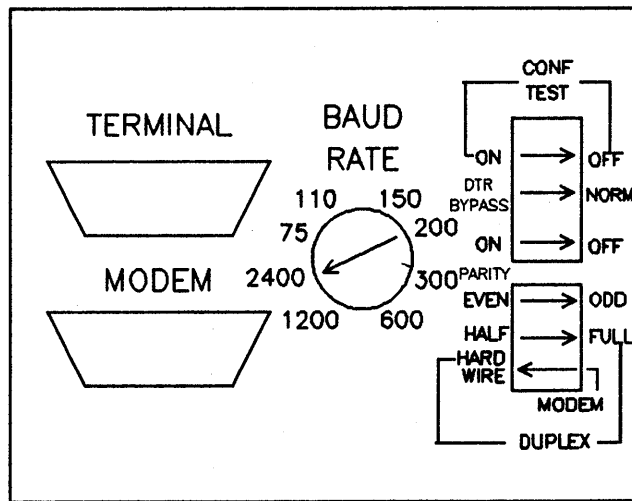 CONF
TEST
TERMINAL
BAUD
RATE
ON OFF
DTR
BYPASS
NORM
110 150
75 200
ON OFF
MODEM
2400 300
PARITY
EVEN ODD
1200 600
HALF FULL
HARD
WIRE
MODEM
DUPLEX